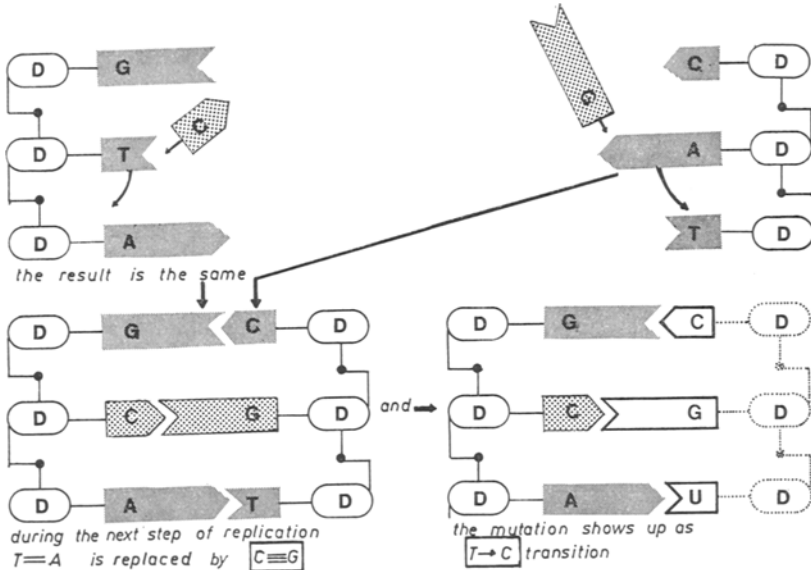 D G C D
C G
D T A D
D A T D
the result is the same
D G C D D G C D
D C G D and D C G D
D A T D D A U D
during the next step of replication
T=A is replaced by C≡G
the mutation shows up as
T→C transition